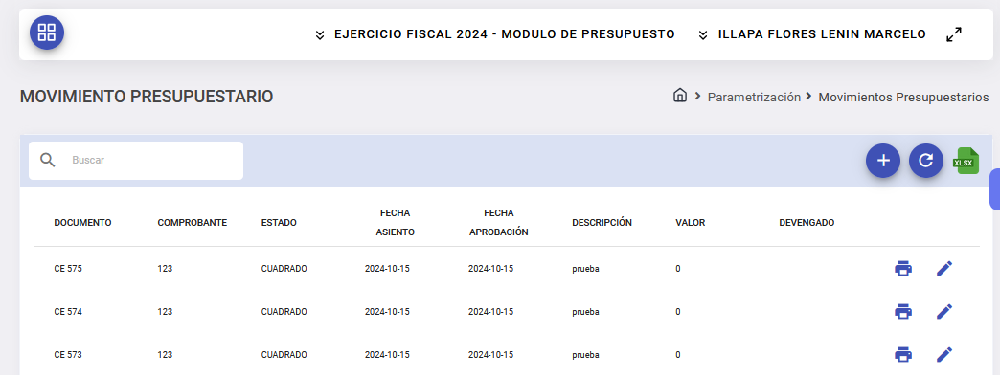 EJERCICIO FISCAL 2024 - MODULO DE PRESUPUESTO ILLAPA FLORES LENIN MARCELO
MOVIMIENTO PRESUPUESTARIO Parametrización Movimientos Presupuestarios
Buscar XLSX
DOCUMENTO COMPROBANTE ESTADO FECHA ASIENTO FECHA APROBACIÓN DESCRIPCIÓN VALOR DEVENGADO
CE 575 123 CUADRADO 2024-10-15 2024-10-15 prueba 0
CE 574 123 CUADRADO 2024-10-15 2024-10-15 prueba 0
CE 573 123 CUADRADO 2024-10-15 2024-10-15 prueba 0